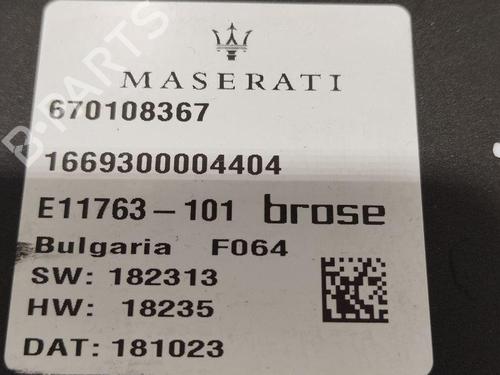 B-PARTS
MASERATI
670108367
1669300004404
E11763-101 brose
Bulgaria F064
SW: 182313
HW: 18235
DAT: 181023